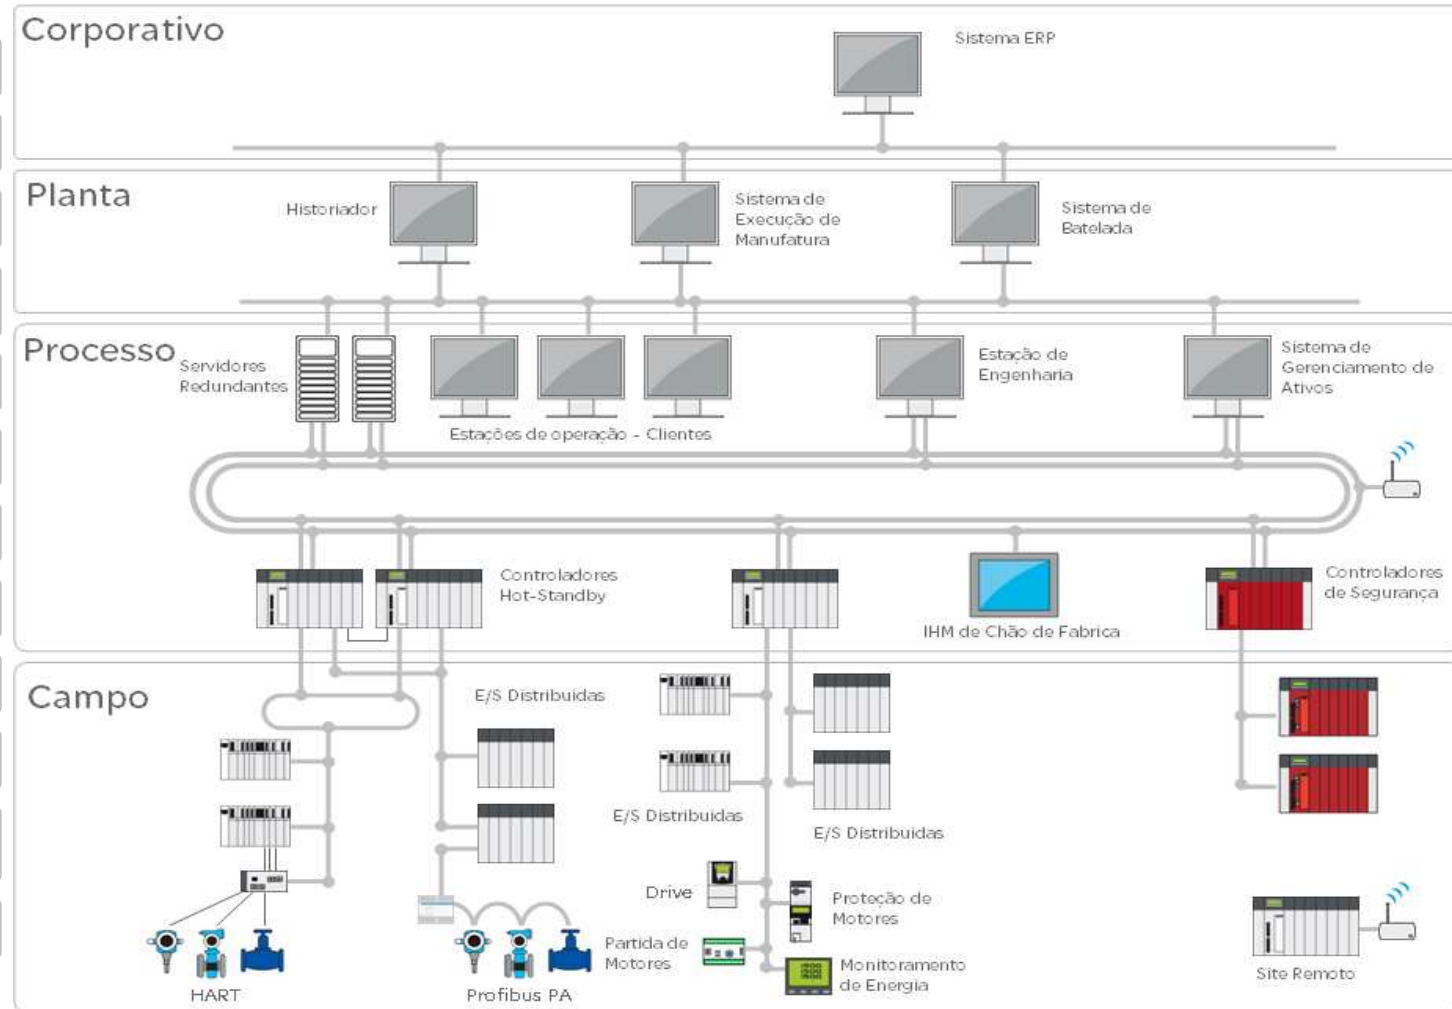 Corporativo
Sistema ERP
Planta
Historiador
Sistema de
Execução de
Manufatura
Sistema de
Batelada
Processo
Servidores
Redundantes
Estações de operação - Clientes
Estação de
Engenharia
Sistema de
Gerenciamento de
Ativos
Controladores
Hot-Standby
IHM de Chão de Fabrica
Controladores
de Segurança
Campo
E/S Distribuidas
E/S Distribuidas
E/S Distribuidas
Drive
Proteção de
Motores
Partida de
Motores
Monitoramento
de Energia
HART
Profibus PA
Site Remoto